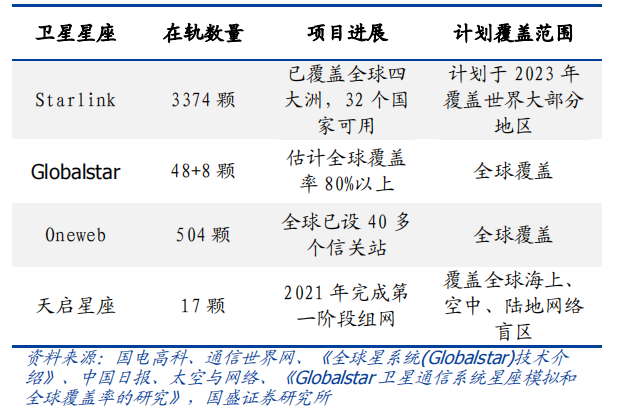 卫星星座 在轨数量 项目进展 计划覆盖范围
已覆盖全球四 计划于 2023 年
Starlink 3374 颗 大洲，32 个国 覆盖世界大部分
家可用 地区
估计全球覆盖
Globalstar 48+8 颗 全球覆盖
率 80%以上
全球已设 40 多
Oneweb 504 颗 全球覆盖
个信关站
覆盖全球海上、
2021 年完成第
天启星座 17 颗 空中、陆地网络
一阶段组网
盲区
资料来源：国电高科、通信世界网、《全球星系统(Globalstar)技术介
绍》、中国日报、太空与网络、《Globalstar 卫星通信系统星座模拟和
全球覆盖率的研究》，国盛证券研究所